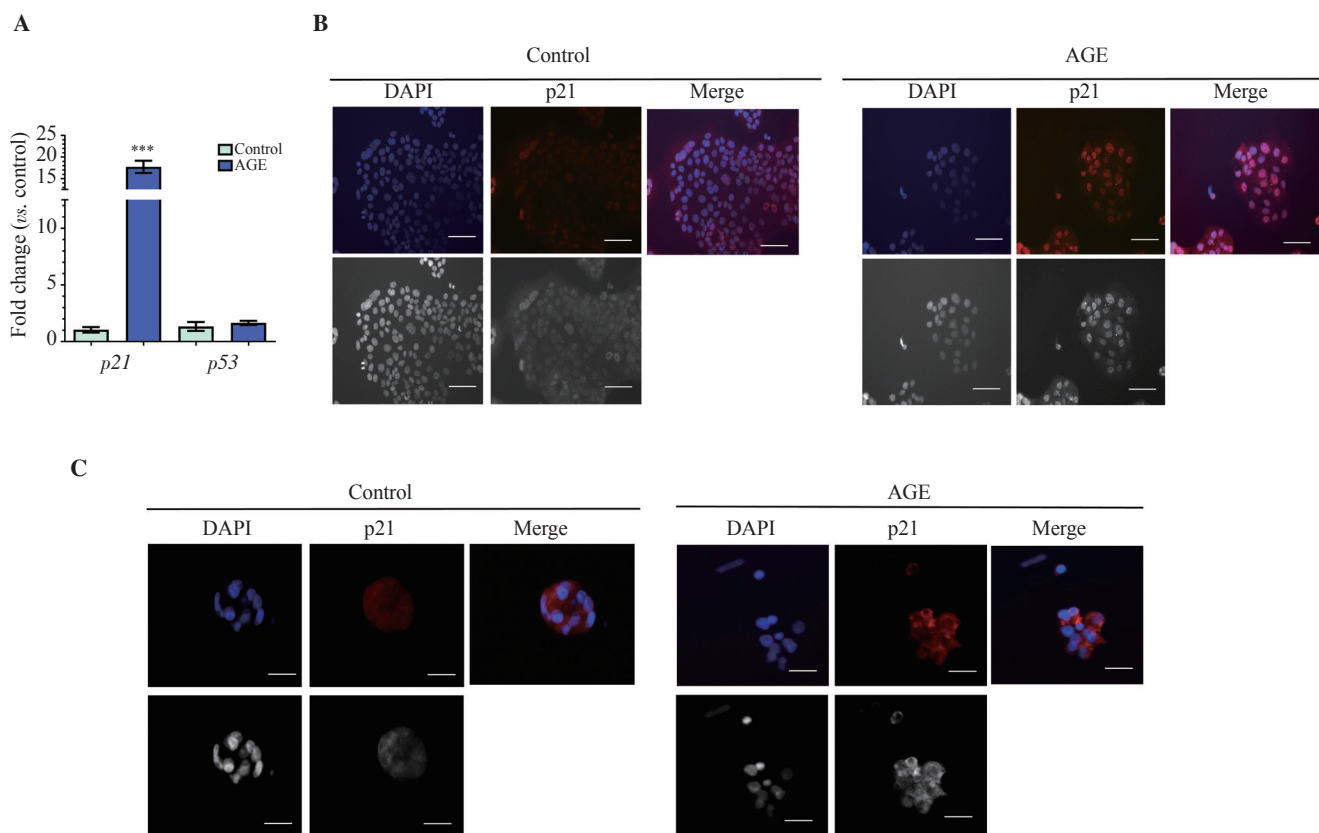 A
Fold change (vs. control)
25
20
15
10
5
0
***
Control
AGE
p21
p53
B
Control
DAPI p21 Merge
AGE
DAPI p21 Merge
C
Control
DAPI p21 Merge
AGE
DAPI p21 Merge